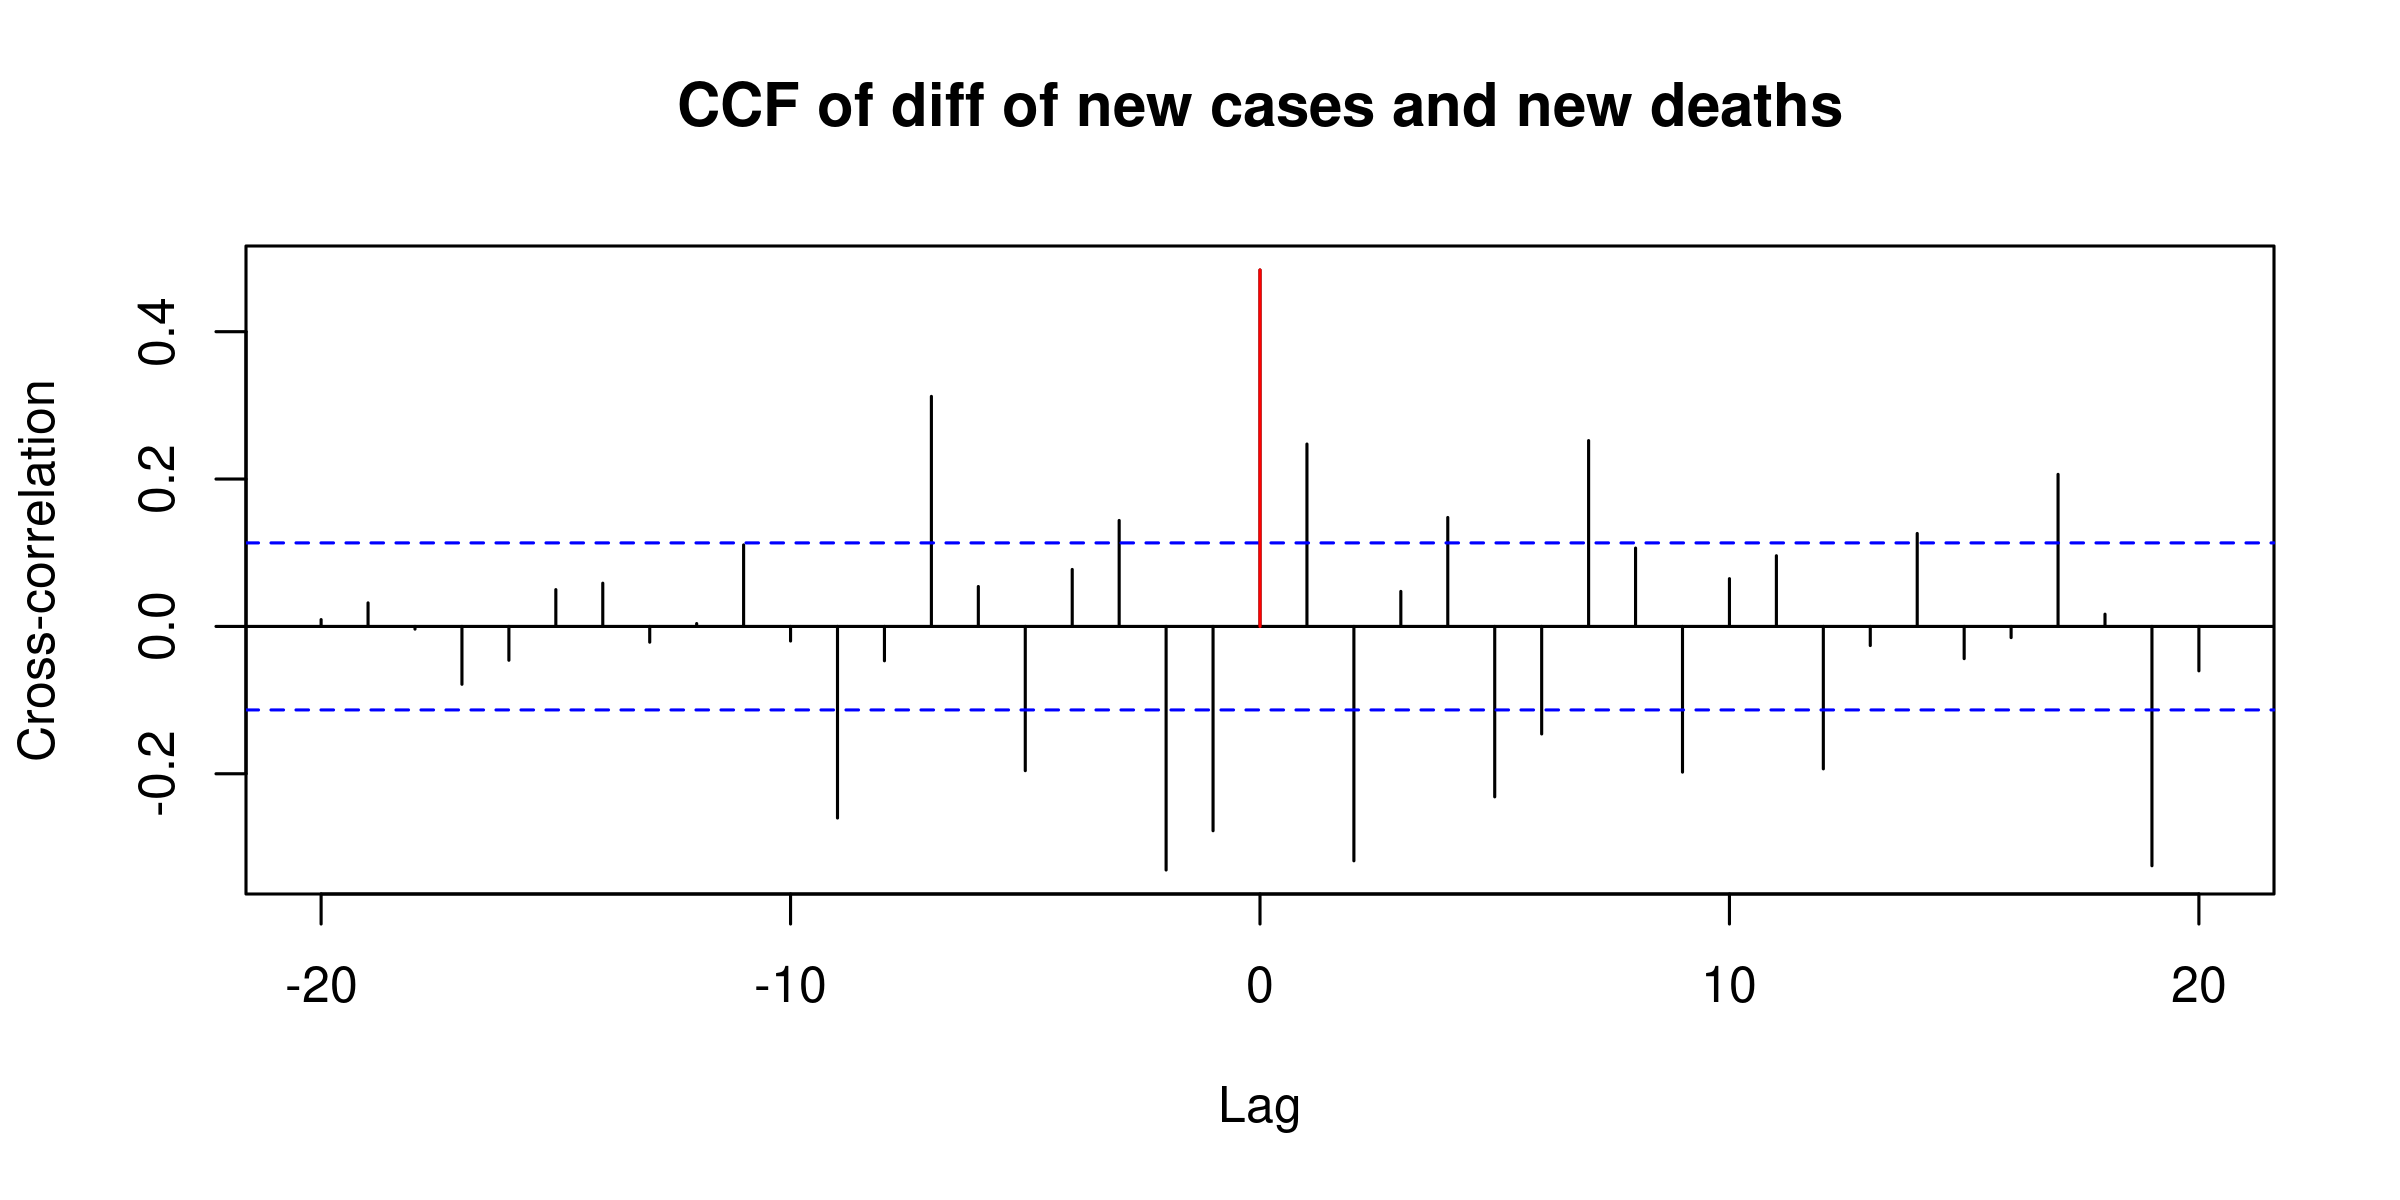 CCF of diff of new cases and new deaths
Cross-correlation
0.4
0.2
0.0
-0.2
-20 -10 0 10 20
Lag